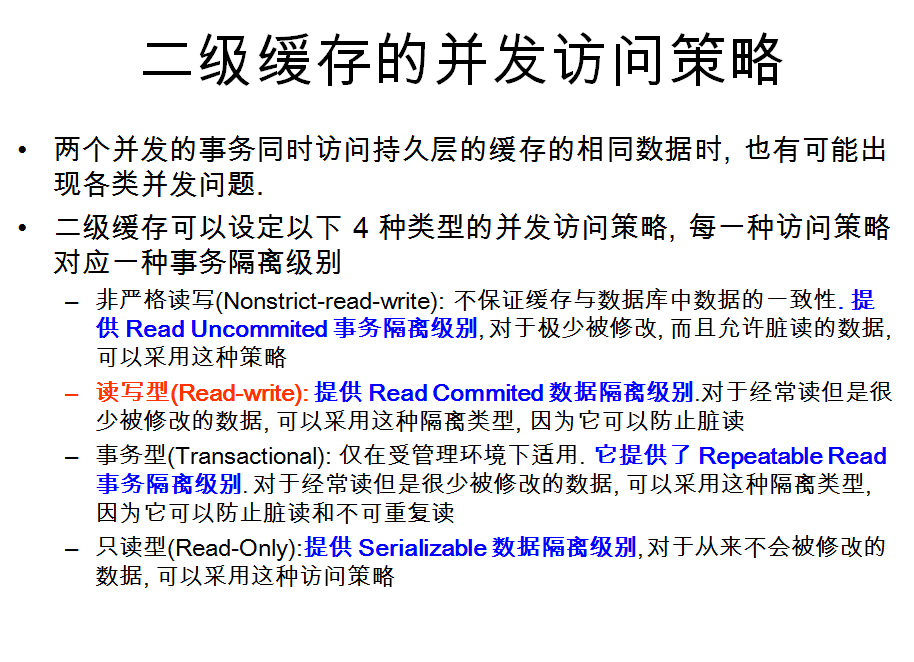 二级缓存的并发访问策略
• 两个并发的事务同时访问持久层的缓存的相同数据时, 也有可能出
现各类并发问题.
• 二级缓存可以设定以下 4 种类型的并发访问策略, 每一种访问策略
对应一种事务隔离级别
– 非严格读写(Nonstrict-read-write): 不保证缓存与数据库中数据的一致性. 提
供 Read Uncommited 事务隔离级别, 对于极少被修改, 而且允许脏读的数据,
可以采用这种策略
– 读写型(Read-write): 提供 Read Commited 数据隔离级别.对于经常读但是很
少被修改的数据, 可以采用这种隔离类型, 因为它可以防止脏读
– 事务型(Transactional): 仅在受管理环境下适用. 它提供了 Repeatable Read
事务隔离级别. 对于经常读但是很少被修改的数据, 可以采用这种隔离类型,
因为它可以防止脏读和不可重复读
– 只读型(Read-Only):提供 Serializable 数据隔离级别, 对于从来不会被修改的
数据, 可以采用这种访问策略